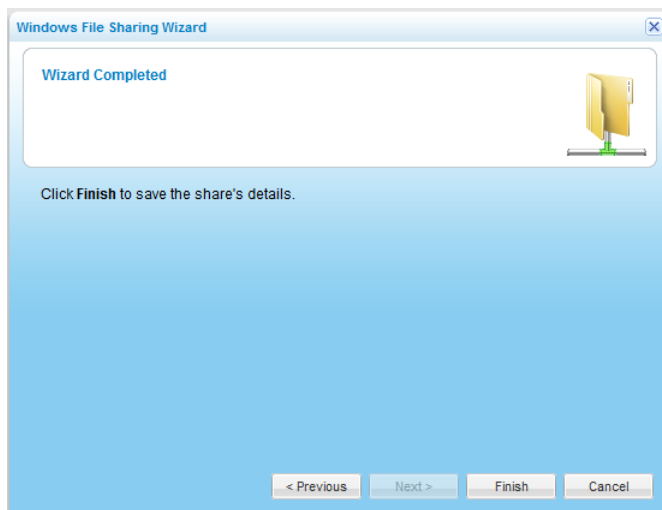 Windows File Sharing Wizard
Wizard Completed
Click Finish to save the share's details.
< Previous Next > Finish Cancel